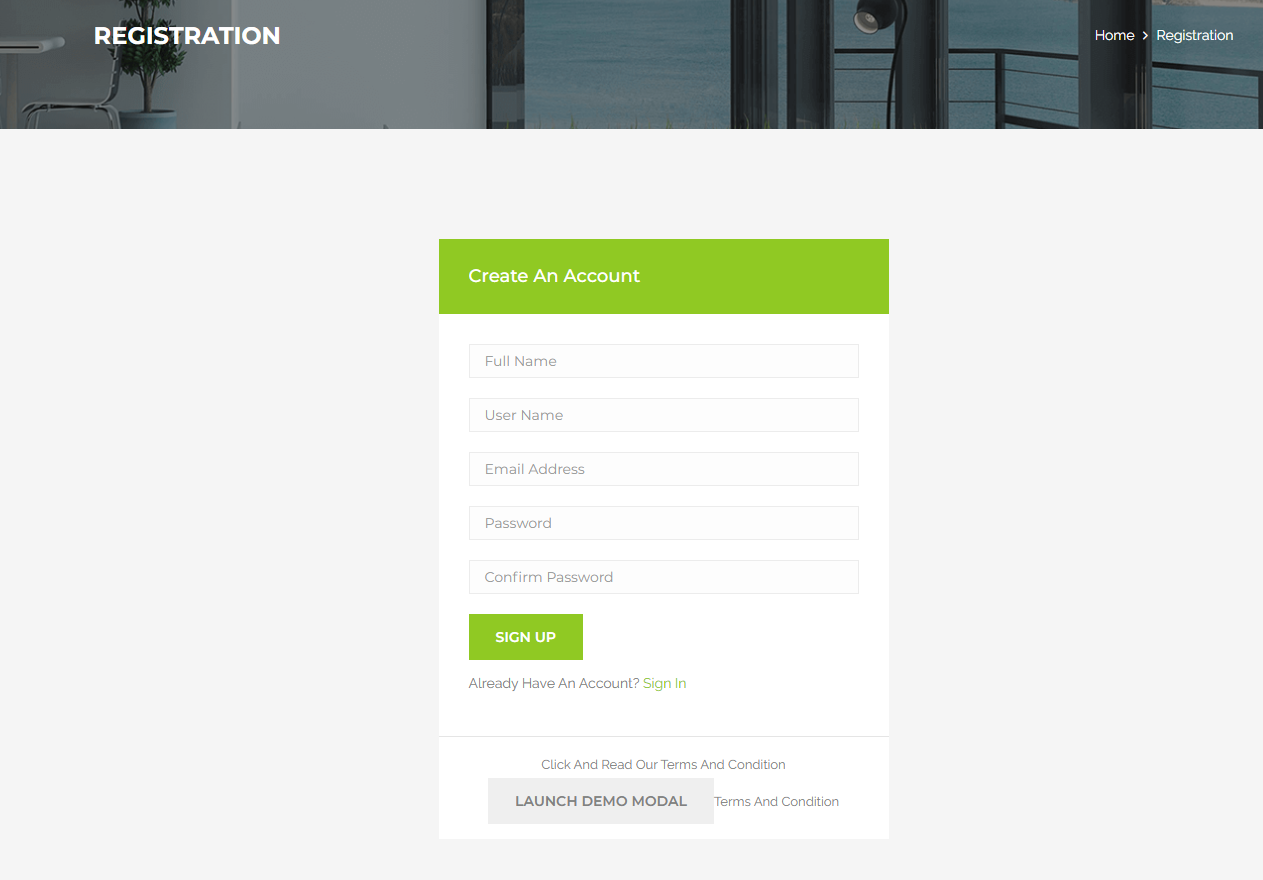 REGISTRATION
Home > Registration
Create An Account
Full Name
User Name
Email Address
Password
Confirm Password
SIGN UP
Already Have An Account? Sign In
Click And Read Our Terms And Condition
LAUNCH DEMO MODAL Terms And Condition